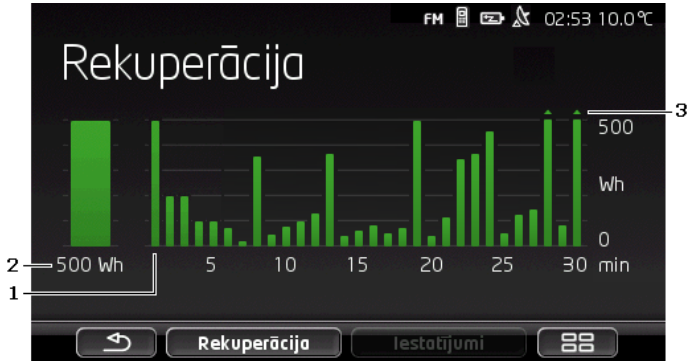 FM 02:53 10.0°C
Rekuperācija
3
500
Wh
0
2 500 Wh 5 10 15 20 25 30 min
1
Rekuperācija Iestatījumi